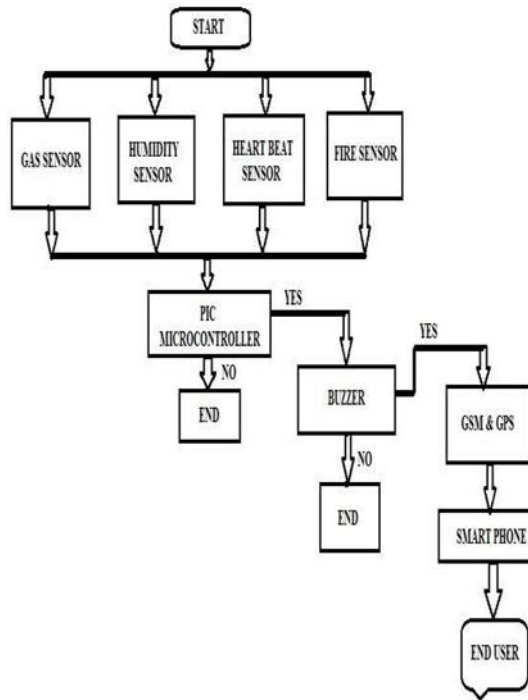 START
GAS SENSOR
HUMIDITY
SENSOR
HEART BEAT
SENSOR
FIRE SENSOR
PIC
MICROCONTROLLER
YES
NO
END
BUZZER
YES
NO
END
GSM & GPS
SMART PHONE
END USER